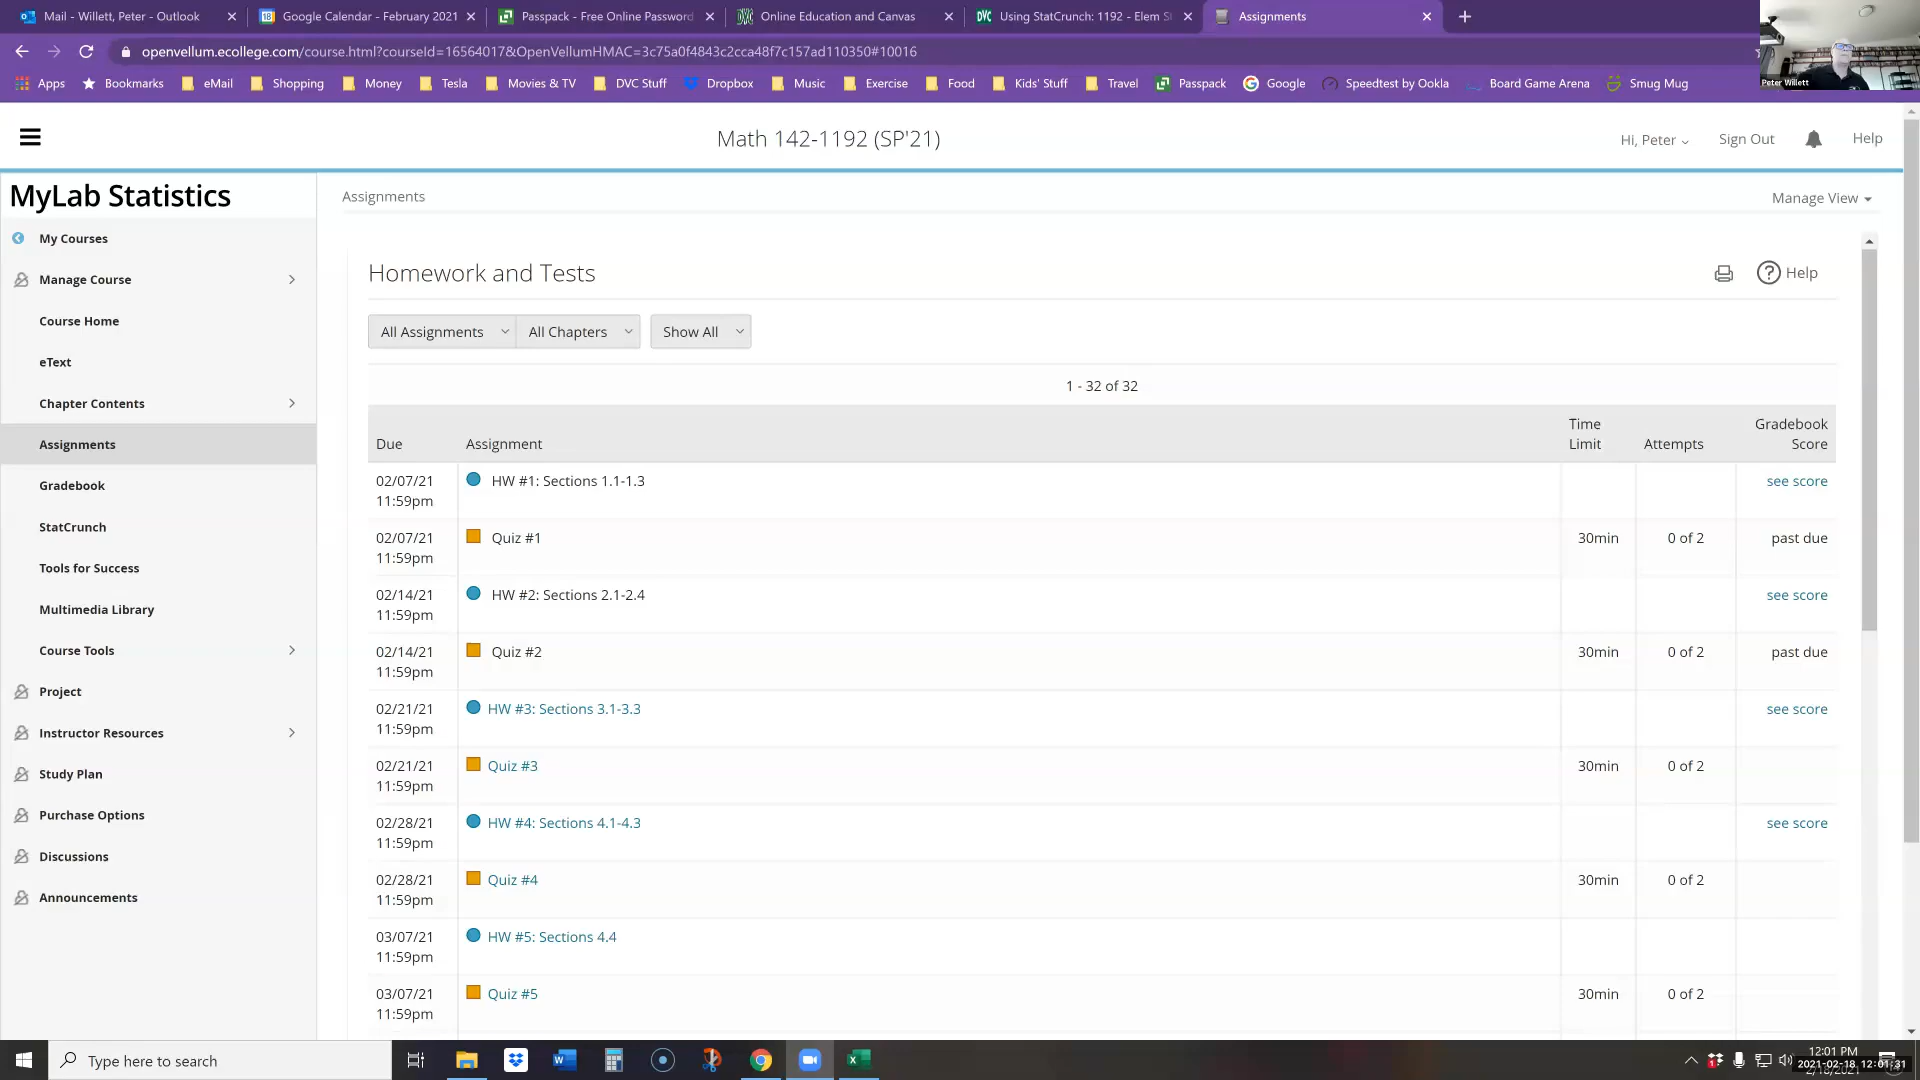 Mail - Willett, Peter - Outlook
Google Calendar - February 2021
Passpack - Free Online Password
Online Education and Canvas
Using StatCrunch: 1192 - Elem S
Assignments
openvellum.ecollege.com/course.html?courseId=16564017&OpenVellumHMAC=3c75a0f4843c2cca48f7c157ad110350#10016
Peter Willett
Apps
Bookmarks
eMail
Shopping
Money
Tesla
Movies & TV
DVC Stuff
Dropbox
Music
Exercise
Food
Kids' Stuff
Travel
Passpack
Google
Speedtest by Ookla
Board Game Arena
Smug Mug
Math 142-1192 (SP'21)
Hi, Peter
Sign Out
Help
MyLab Statistics
My Courses
Manage Course
Course Home
eText
Chapter Contents
Assignments
Gradebook
StatCrunch
Tools for Success
Multimedia Library
Course Tools
Project
Instructor Resources
Study Plan
Purchase Options
Discussions
Announcements
Assignments
Manage View
Homework and Tests
Help
All Assignments
All Chapters
Show All
1 - 32 of 32
Due Assignment Time Limit Attempts Gradebook Score
02/07/21 11:59pm HW #1: Sections 1.1-1.3 see score
02/07/21 11:59pm Quiz #1 30min 0 of 2 past due
02/14/21 11:59pm HW #2: Sections 2.1-2.4 see score
02/14/21 11:59pm Quiz #2 30min 0 of 2 past due
02/21/21 11:59pm HW #3: Sections 3.1-3.3 see score
02/21/21 11:59pm Quiz #3 30min 0 of 2
02/28/21 11:59pm HW #4: Sections 4.1-4.3 see score
02/28/21 11:59pm Quiz #4 30min 0 of 2
03/07/21 11:59pm HW #5: Sections 4.4
03/07/21 11:59pm Quiz #5 30min 0 of 2
Type here to search
12:01 PM
2021-02-18 12:01:31